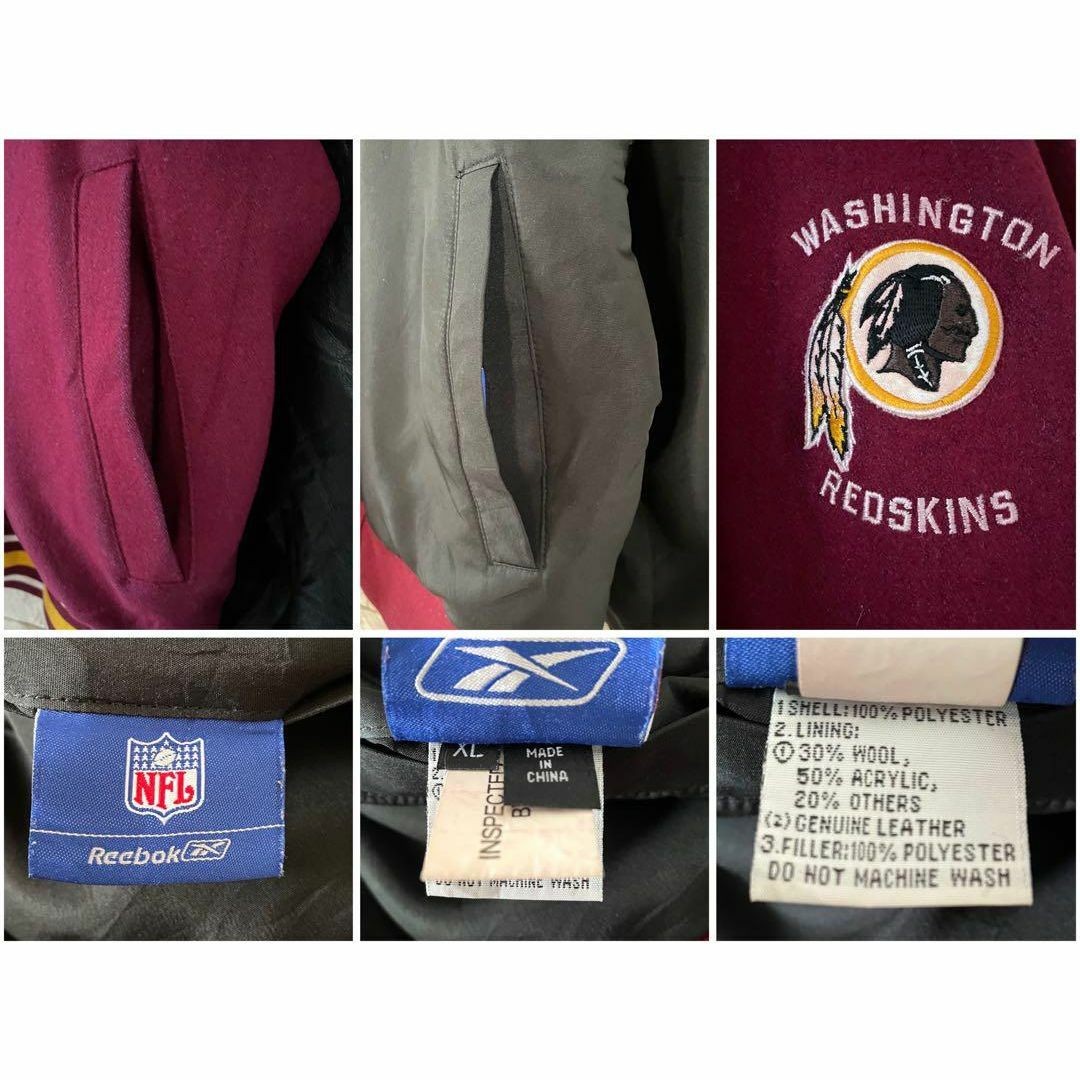 WASHINGTON
REDSKINS
NFL
Reebok
XL
MADE
IN
CHINA
INSPECTED
B
DO NOT MACHINE WASH
1 SHELL: 100% POLYESTER
2. LINING:
① 30% WOOL,
50% ACRYLIC,
20% OTHERS
(2) GENUINE LEATHER
3. FILLER: 100% POLYESTER
DO NOT MACHINE WASH